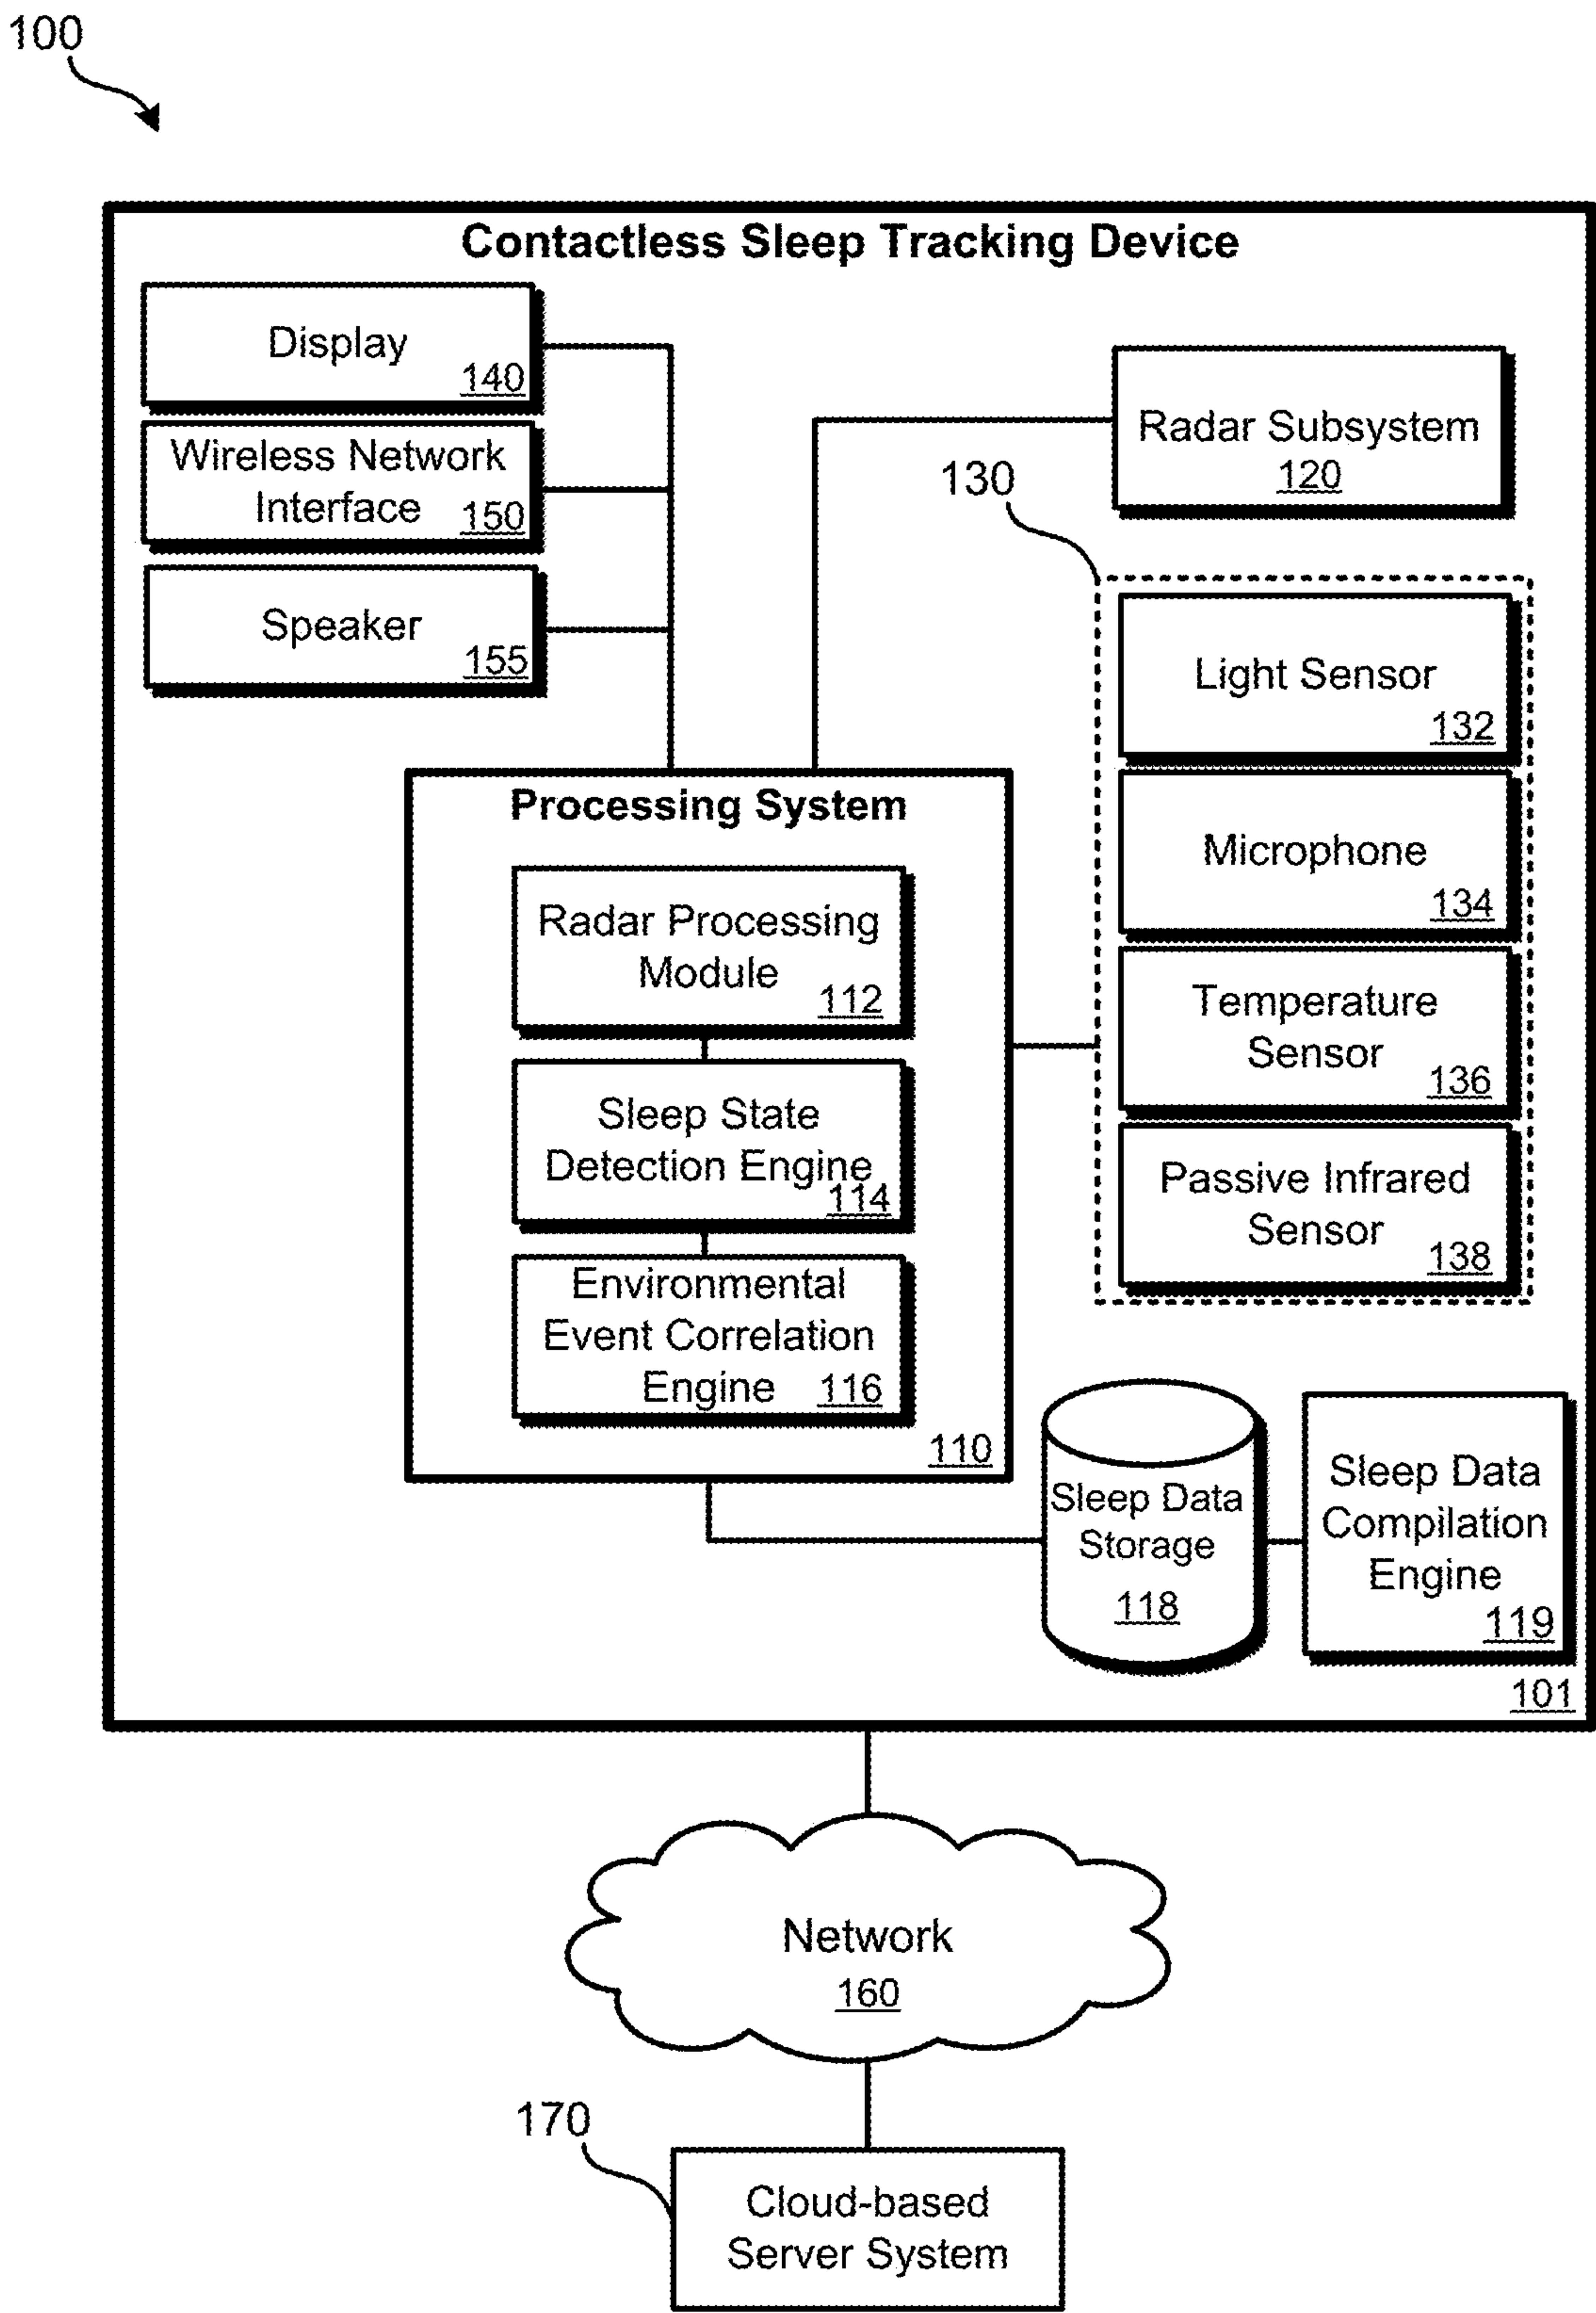 100
Contactless Sleep Tracking Device
Display
140
Wireless Network
Interface 150
Speaker
155
Radar Subsystem
120
130
Light Sensor
132
Microphone
134
Temperature
Sensor
136
Passive Infrared
Sensor
138
Processing System
Radar Processing
Module
112
Sleep State
Detection Engine
114
Environmental
Event Correlation
Engine 116
110
Sleep Data
Storage
118
Sleep Data
Compilation
Engine
119
101
Network
160
170
Cloud-based
Server System